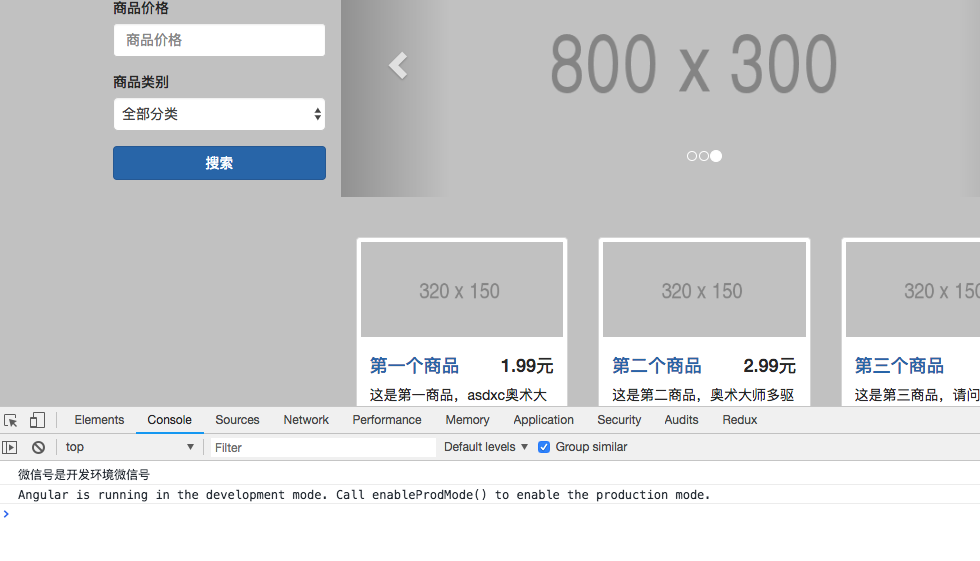 商品价格
商品价格
商品类别
全部分类
搜索
800 x 300
320 x 150
320 x 150
320 x 150
第一个商品 1.99元
第二个商品 2.99元
第三个商品
这是第一商品，asdxc奥术大
这是第二商品，奥术大师多驱
这是第三商品，请问
Elements Console Sources Network Performance Memory Application Security Audits Redux
top Filter Default levels Group similar
微信号是开发环境微信号
Angular is running in the development mode. Call enableProdMode() to enable the production mode.